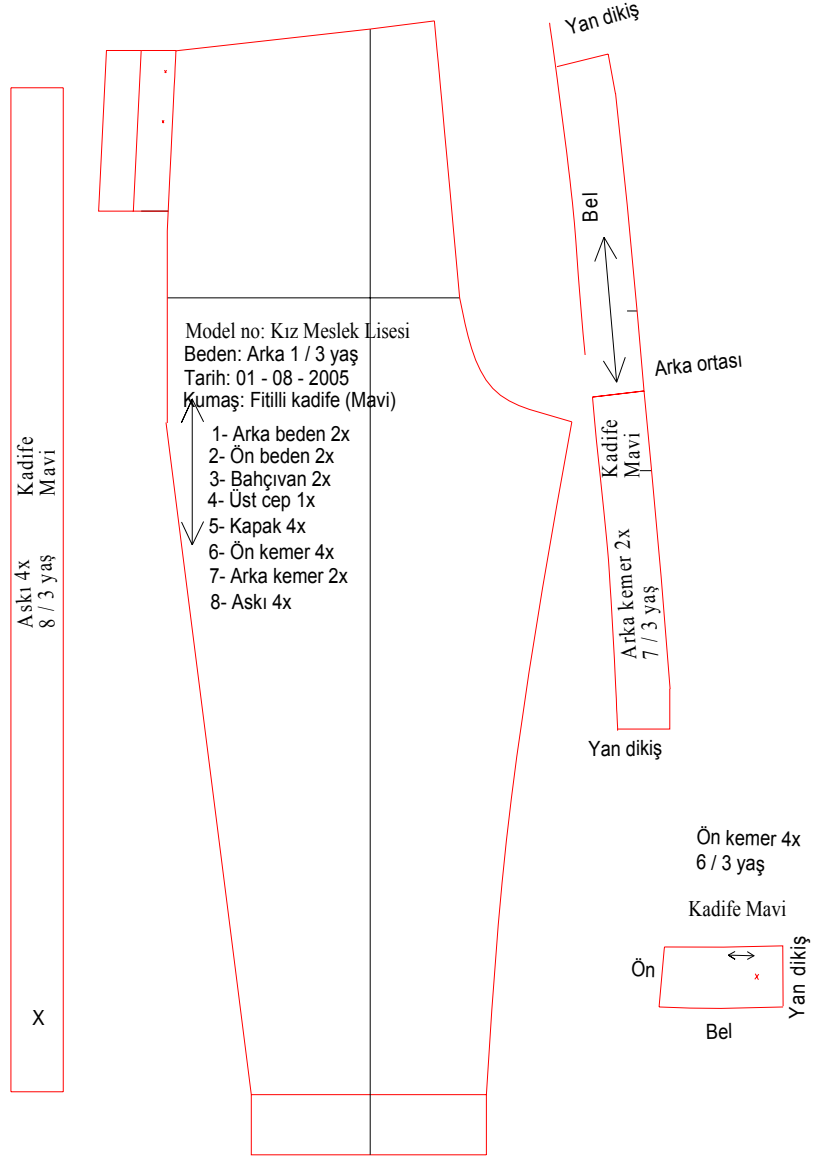 Yan dikiş
Bel
Arka ortası
Model no: Kız Meslek Lisesi
Beden: Arka 1 / 3 yaş
Tarih: 01 - 08 - 2005
Kumaş: Fitilli kadife (Mavi)
1- Arka beden 2x
2- Ön beden 2x
3- Bahçıvan 2x
4- Üst cep 1x
5- Kapak 4x
6- Ön kemer 4x
7- Arka kemer 2x
8- Askı 4x
Kadife
Mavi
Askı 4x
8 / 3 yaş
X
Kadife
Mavi
Arka kemer 2x
7 / 3 yaş
Yan dikiş
Ön kemer 4x
6 / 3 yaş
Kadife Mavi
Ön
Yan dikiş
Bel